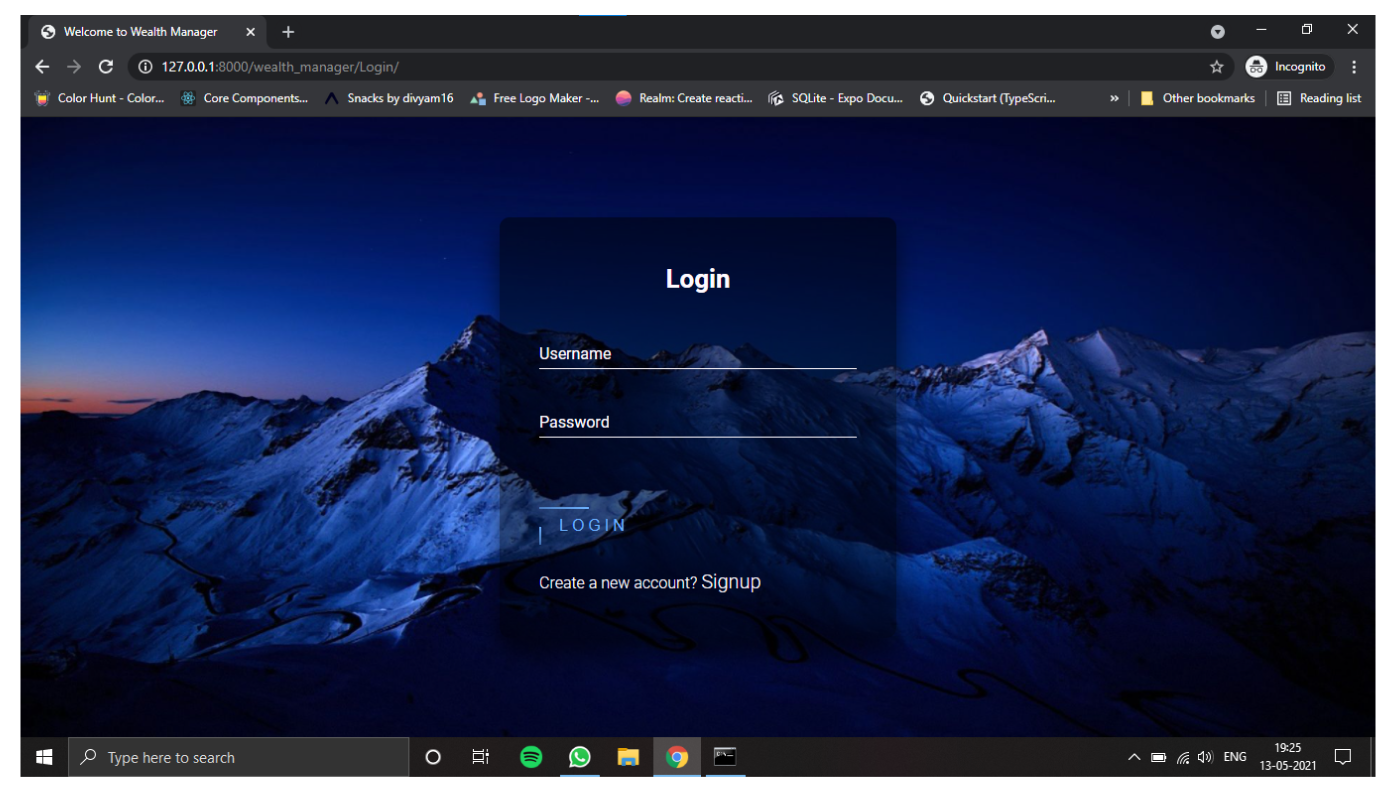 Welcome to Wealth Manager
127.0.0.1:8000/wealth_manager/Login/
Incognito
Color Hunt - Color... Core Components... Snacks by divyam16 Free Logo Maker -... Realm: Create reacti... SQLite - Expo Docu... Quickstart (TypeScri... » Other bookmarks Reading list
Login
Username
Password
LOGIN
Create a new account? Signup
Type here to search
ENG
19:25
13-05-2021